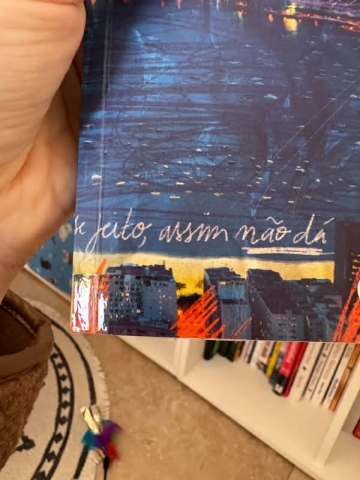 jeito, assim não dá